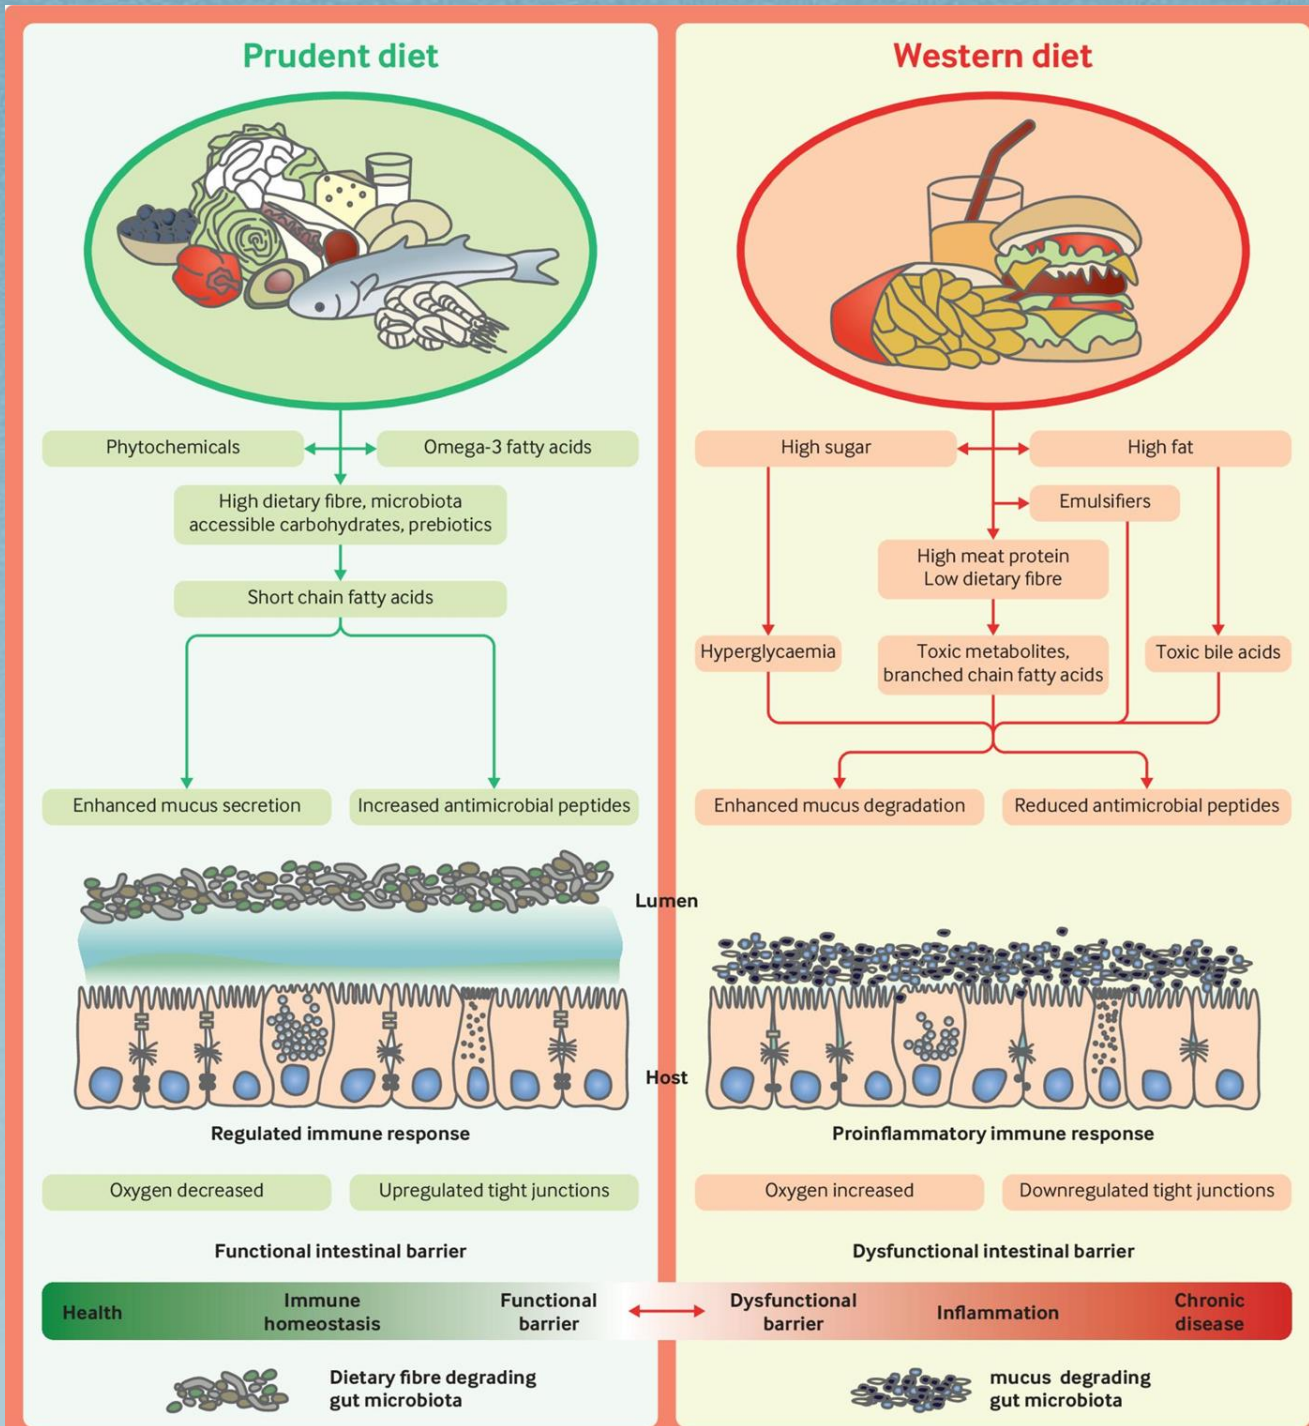 Prudent diet
Phytochemicals
Omega-3 fatty acids
High dietary fibre, microbiota
accessible carbohydrates, prebiotics
Short chain fatty acids
Enhanced mucus secretion
Increased antimicrobial peptides
Western diet
High sugar
High fat
Emulsifiers
High meat protein
Low dietary fibre
Hyperglycaemia
Toxic metabolites,
branched chain fatty acids
Toxic bile acids
Enhanced mucus degradation
Reduced antimicrobial peptides
Lumen
Host
Regulated immune response
Oxygen decreased
Upregulated tight junctions
Functional intestinal barrier
Proinflammatory immune response
Oxygen increased
Downregulated tight junctions
Dysfunctional intestinal barrier
Health
Immune
homeostasis
Functional
barrier
Dysfunctional
barrier
Inflammation
Chronic
disease
Dietary fibre degrading
gut microbiota
mucus degrading
gut microbiota